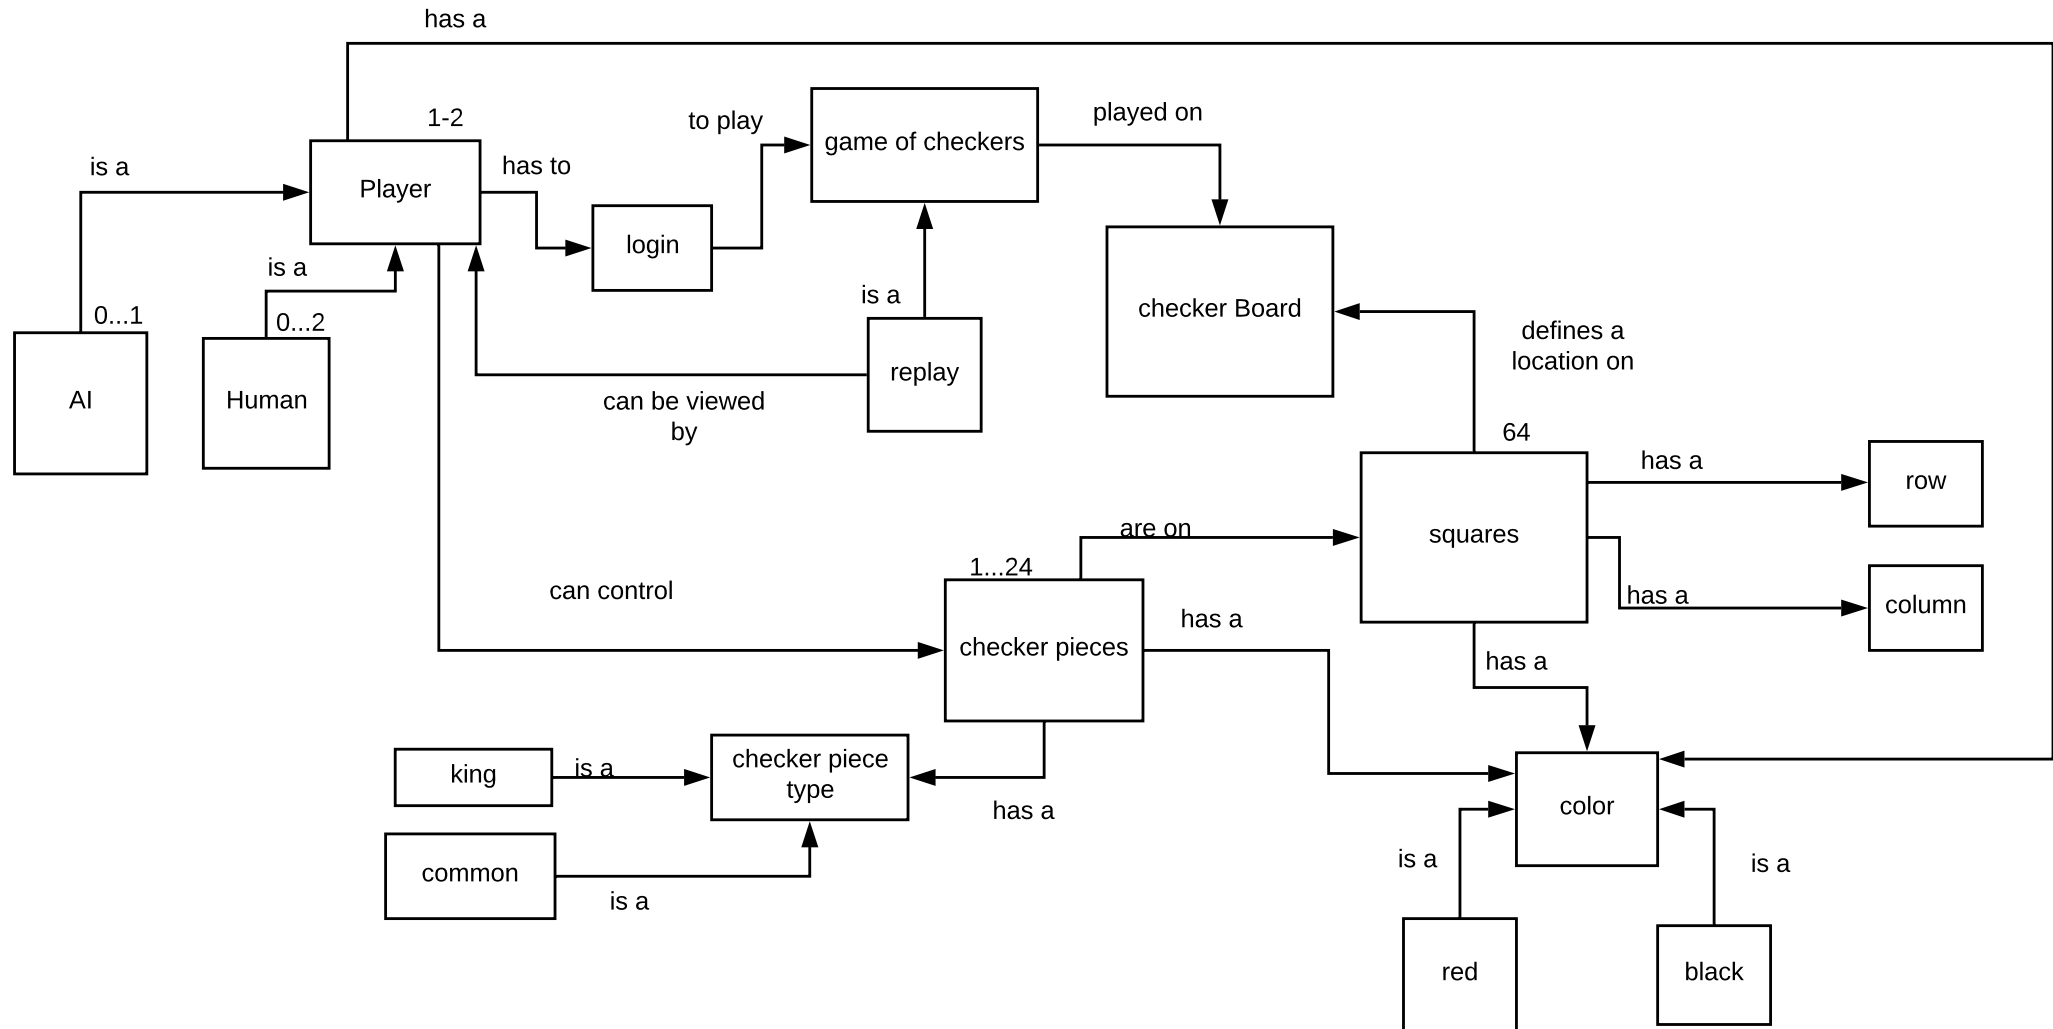 has a
1-2
to play
played on
game of checkers
is a
has to
Player
login
is a
0...1
0...2
is a
checker Board
defines a
location on
replay
AI
Human
can be viewed
by
64
has a
row
are on
squares
1...24
can control
has a
column
has a
checker pieces
has a
king
is a
checker piece
type
has a
color
common
is a
is a
is a
red
black